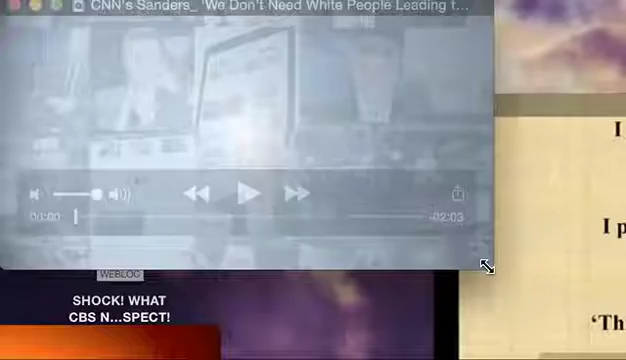 CNN's Sanders_ 'We Don't Need White People Leading t...
00:00
-02:03
WEBLOC
SHOCK! WHAT
CBS N...SPECT!
I
I p
'Th